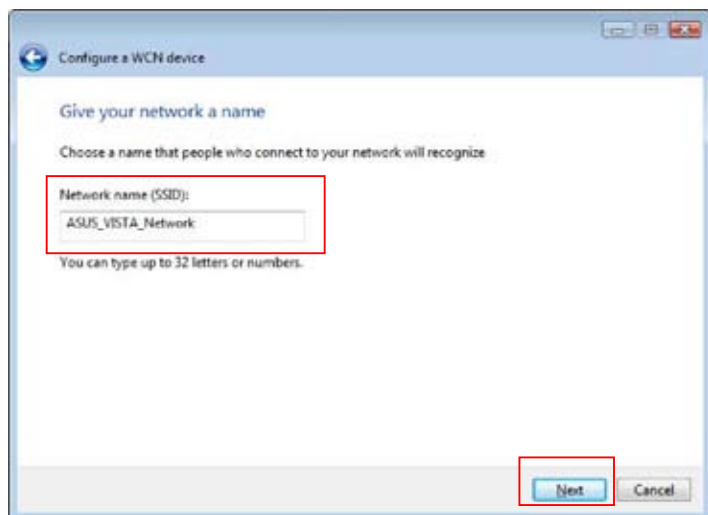 Configure a WCN device
Give your network a name
Choose a name that people who connect to your network will recognize
Network name (SSID):
ASUS_VISTA_Network
You can type up to 32 letters or numbers.
Next
Cancel